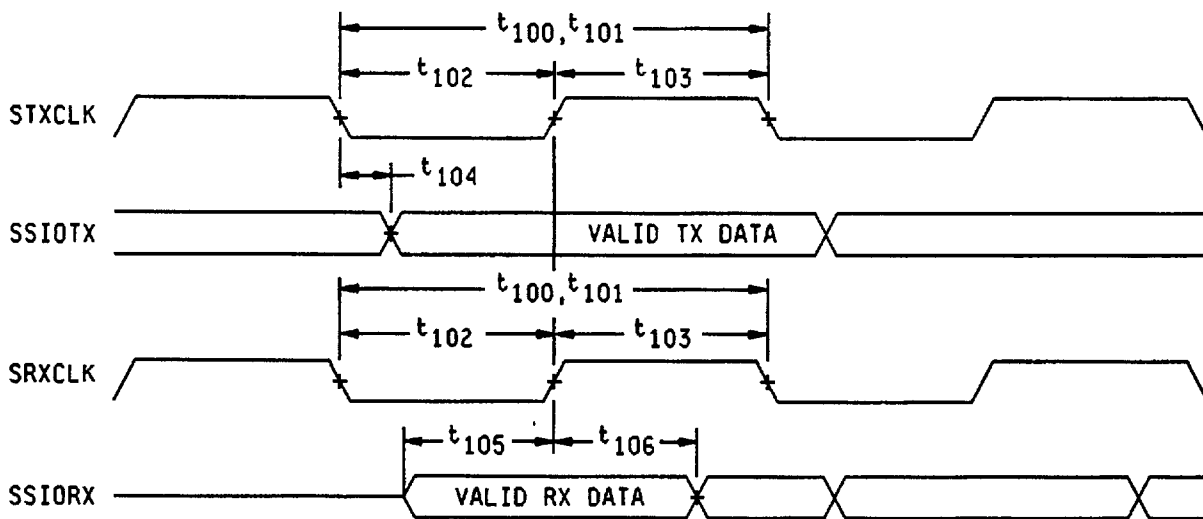 t100,t101
t102 t103
STXCLK
t104
SSIOTX VALID TX DATA
t100,t101
t102 t103
SRXCLK
t105 t106
SSIORX VALID RX DATA